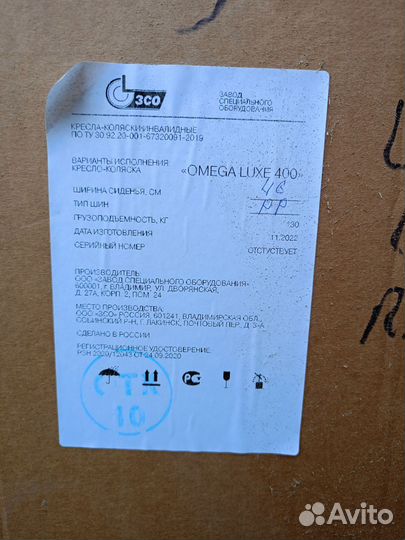 ЗСО
ЗАВОД
СПЕЦИАЛЬНОГО
ОБОРУДОВАНИЯ
КРЕСЛА-КОЛЯСКИ ИНВАЛИДНЫЕ
ПО ТУ 30.92.20-001-67320091-2019
ВАРИАНТЫ ИСПОЛНЕНИЯ
КРЕСЛО-КОЛЯСКА «OMEGA LUXE 400»
ШИРИНА СИДЕНЬЯ, СМ 48
ТИП ШИН PP
ГРУЗОПОДЪЕМНОСТЬ, КГ 130
ДАТА ИЗГОТОВЛЕНИЯ 11.2022
СЕРИЙНЫЙ НОМЕР ОТСТУСТВУЕТ
ПРОИЗВОДИТЕЛЬ:
ООО «ЗАВОД СПЕЦИАЛЬНОГО ОБОРУДОВАНИЯ»
600001, г. ВЛАДИМИР, УЛ. ДВОРЯНСКАЯ,
Д. 27А, КОРП. 2, ПОМ. 24
МЕСТО ПРОИЗВОДСТВА:
ООО «ЗСО» РОССИЯ, 601241, ВЛАДИМИРСКАЯ ОБЛ.,
СОБИНСКИЙ Р-Н, Г. ЛАКИНСК, ПОЧТОВЫЙ ПЕР., Д. 3-А
СДЕЛАНО В РОССИИ
РЕГИСТРАЦИОННОЕ УДОСТОВЕРЕНИЕ
РЗН 2020/12043 ОТ 24.09.2020
СТК
10
Avito